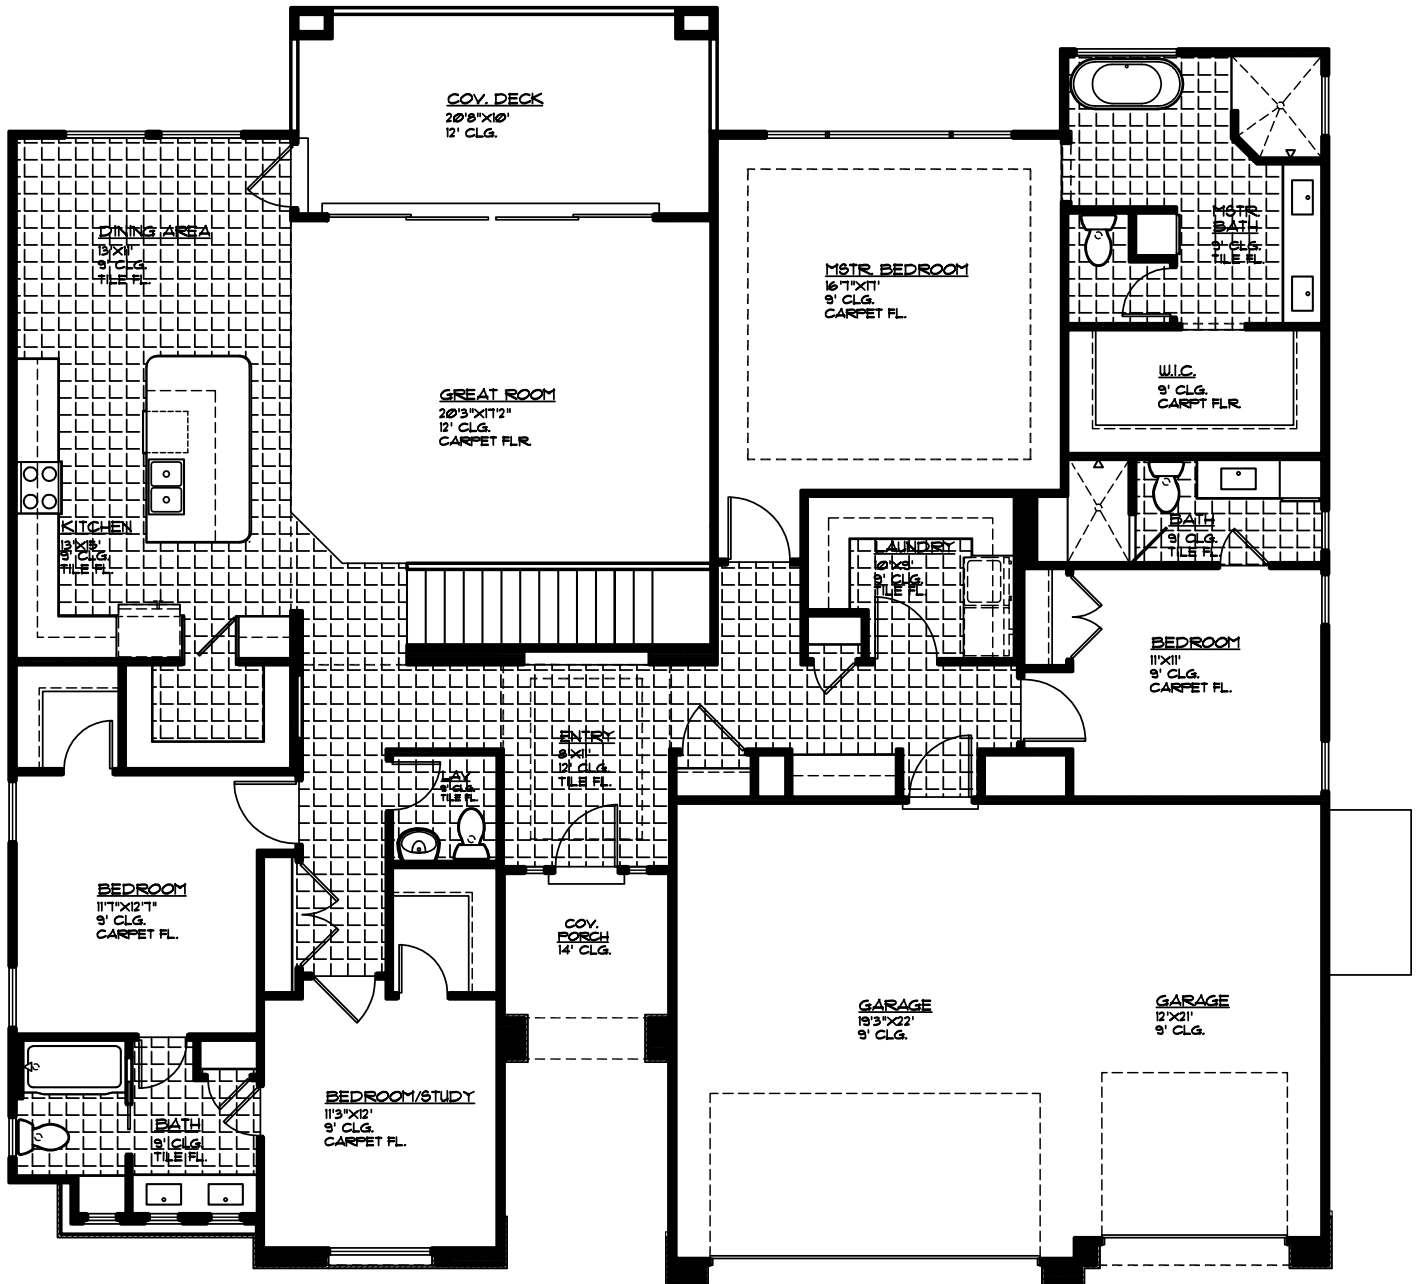 COV. DECK
20'8"X10'
12' CLG.
DINING AREA
13'X11'
9' CLG.
TILE FL.
MSTR.
BATH
9' CLG.
TILE FL.
MSTR. BEDROOM
16'7"X17'
9' CLG.
CARPET FL.
W.I.C.
9' CLG.
CARPT FLR.
GREAT ROOM
20'3"X17'2"
12' CLG.
CARPET FLR.
KITCHEN
13'X15'
9' CLG.
TILE FL.
BATH
9' CLG.
TILE FL.
LAUNDRY
9' CLG.
TILE FL.
BEDROOM
11'X11'
9' CLG.
CARPET FL.
ENTRY
8'X11'
12' CLG.
TILE FL.
LAV
9' CLG.
TILE FL.
BEDROOM
11'7"X12'7"
9' CLG.
CARPET FL.
COV.
PORCH
14' CLG.
GARAGE
19'3"X22'
9' CLG.
GARAGE
12'X21'
9' CLG.
BEDROOM/STUDY
11'3"X12'
9' CLG.
CARPET FL.
BATH
9' CLG.
TILE FL.